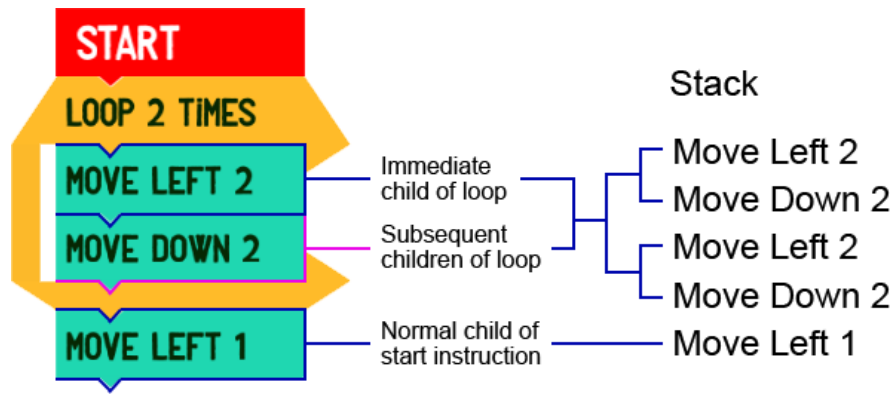 START
LOOP 2 TiMES
MOVE LEFT 2
MOVE DOWN 2
MOVE LEFT 1
Immediate
child of loop
Subsequent
children of loop
Normal child of
start instruction
Stack
Move Left 2
Move Down 2
Move Left 2
Move Down 2
Move Left 1